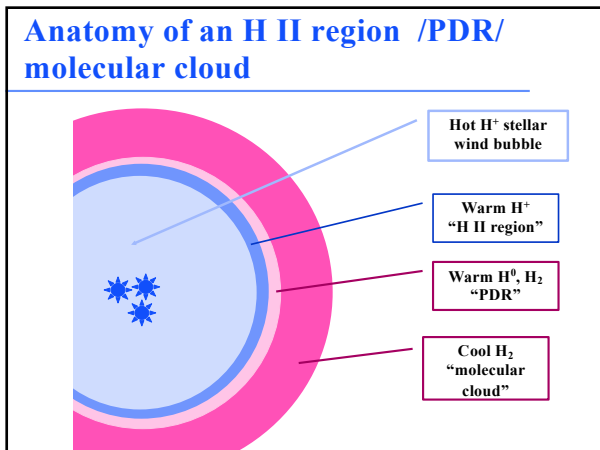 Anatomy of an H II region /PDR/
molecular cloud
Hot H⁺ stellar
wind bubble
Warm H⁺
“H II region”
Warm H⁰, H₂
“PDR”
Cool H₂
“molecular
cloud”